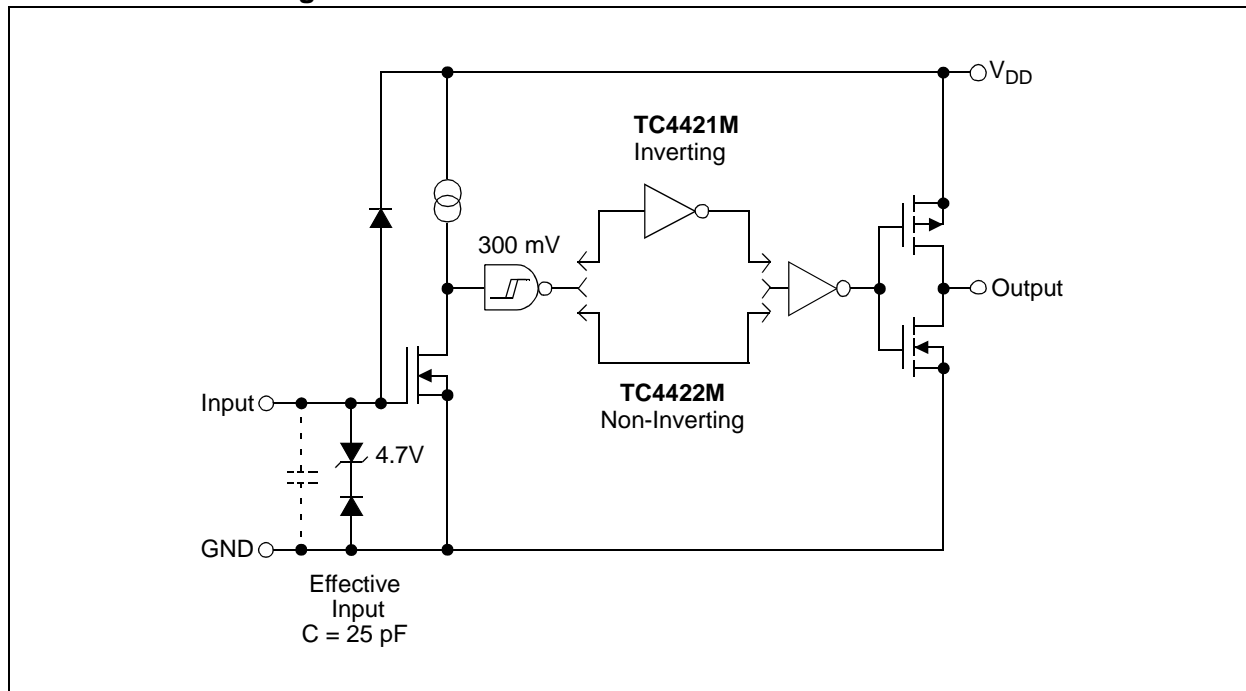 g
V_DD
TC4421M
Inverting
300 mV
Output
TC4422M
Non-Inverting
Input
4.7V
GND
Effective
Input
C = 25 pF